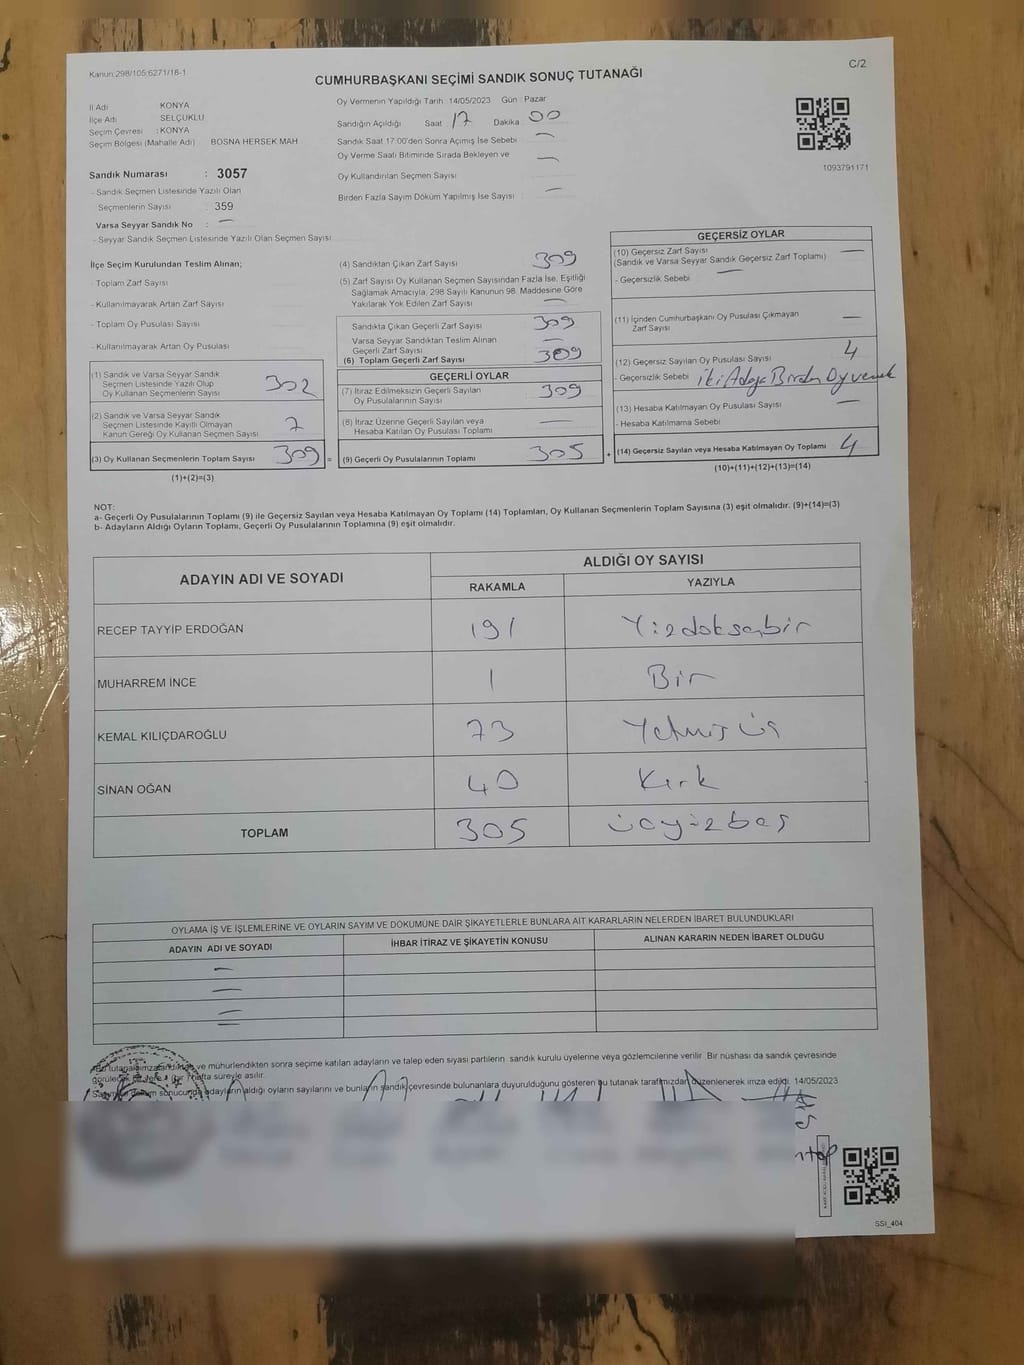 Kanun:298/105;6271/18-1
C/2
CUMHURBAŞKANI SEÇİMİ SANDIK SONUÇ TUTANAĞI
İl Adı KONYA
İlçe Adı SELÇUKLU
Seçim Çevresi : KONYA
Seçim Bölgesi (Mahalle Adı) BOSNA HERSEK MAH
Sandık Numarası : 3057
- Sandık Seçmen Listesinde Yazılı Olan
Seçmenlerin Sayısı : 359
Varsa Seyyar Sandık No : —
- Seyyar Sandık Seçmen Listesinde Yazılı Olan Seçmen Sayısı
Oy Vermenin Yapıldığı Tarih 14/05/2023 Gün : Pazar
Sandığın Açıldığı Saat 17 Dakika 00
Sandık Saat 17:00'den Sonra Açımış İse Sebebi —
Oy Verme Saati Bitiminde Sırada Bekleyen ve —
Oy Kullandırılan Seçmen Sayısı
Birden Fazla Sayım Döküm Yapılmış İse Sayısı : —
1093791171
İlçe Seçim Kurulundan Teslim Alınan;
- Toplam Zarf Sayısı
- Kullanılmayarak Artan Zarf Sayısı
- Toplam Oy Pusulası Sayısı
- Kullanılmayarak Artan Oy Pusulası
(1) Sandık ve Varsa Seyyar Sandık
Seçmen Listesinde Yazılı Olup
Oy Kullanan Seçmenlerin Sayısı 302
(2) Sandık ve Varsa Seyyar Sandık
Seçmen Listesinde Kayıtlı Olmayan
Kanun Gereği Oy Kullanan Seçmen Sayısı 7
(3) Oy Kullanan Seçmenlerin Toplam Sayısı 309 =
(1)+(2)=(3)
(4) Sandıktan Çıkan Zarf Sayısı 309
(5) Zarf Sayısı Oy Kullanan Seçmen Sayısından Fazla İse, Eşitliği
Sağlamak Amacıyla, 298 Sayılı Kanunun 98. Maddesine Göre
Yakılarak Yok Edilen Zarf Sayısı —
Sandıkta Çıkan Geçerli Zarf Sayısı 309
Varsa Seyyar Sandıktan Teslim Alınan —
Geçerli Zarf Sayısı
(6) Toplam Geçerli Zarf Sayısı 309
GEÇERLİ OYLAR
(7) İtiraz Edilmeksizin Geçerli Sayılan
Oy Pusulalarının Sayısı 309
(8) İtiraz Üzerine Geçerli Sayılan veya
Hesaba Katılan Oy Pusulası Toplamı —
(9) Geçerli Oy Pusulalarının Toplamı 305 +
GEÇERSİZ OYLAR
(10) Geçersiz Zarf Sayısı —
(Sandık ve Varsa Seyyar Sandık Geçersiz Zarf Toplamı)
- Geçersizlik Sebebi —
(11) İçinden Cumhurbaşkanı Oy Pusulası Çıkmayan
Zarf Sayısı —
(12) Geçersiz Sayılan Oy Pusulası Sayısı 4
- Geçersizlik Sebebi iki Adaya Birden Oy vermek
(13) Hesaba Katılmayan Oy Pusulası Sayısı —
- Hesaba Katılmama Sebebi
(14) Geçersiz Sayılan veya Hesaba Katılmayan Oy Toplamı 4
(10)+(11)+(12)+(13)=(14)
NOT:
a- Geçerli Oy Pusulalarının Toplamı (9) ile Geçersiz Sayılan veya Hesaba Katılmayan Oy Toplamı (14) Toplamları, Oy Kullanan Seçmenlerin Toplam Sayısına (3) eşit olmalıdır. (9)+(14)=(3)
b- Adayların Aldığı Oyların Toplamı, Geçerli Oy Pusulalarının Toplamına (9) eşit olmalıdır.
ADAYIN ADI VE SOYADI
ALDIĞI OY SAYISI
RAKAMLA YAZIYLA
RECEP TAYYİP ERDOĞAN 191 Yüzdoksanbir
MUHARREM İNCE 1 Bir
KEMAL KILIÇDAROĞLU 73 Yetmiş üç
SİNAN OĞAN 40 Kırk
TOPLAM 305 üçyüzbeş
OYLAMA İŞ VE İŞLEMLERİNE VE OYLARIN SAYIM VE DÖKÜMÜNE DAİR ŞİKAYETLERLE BUNLARA AİT KARARLARIN NELERDEN İBARET BULUNDUKLARI
ADAYIN ADI VE SOYADI İHBAR İTİRAZ VE ŞİKAYETİN KONUSU ALINAN KARARIN NEDEN İBARET OLDUĞU
—
—
—
—
ve mühürlendikten sonra seçime katılan adayların ve talep eden siyasi partilerin sandık kurulu üyelerine veya gözlemcilerine verilir. Bir nüshası da sandık çevresinde
hafta süreyle asılır.
sonucunda adayların aldığı oyların sayılarını ve bunların sandık çevresinde bulunanlara duyurulduğunu gösteren bu tutanak tarafımızdan düzenlenerek imza edildi. 14/05/2023
SSİ_404